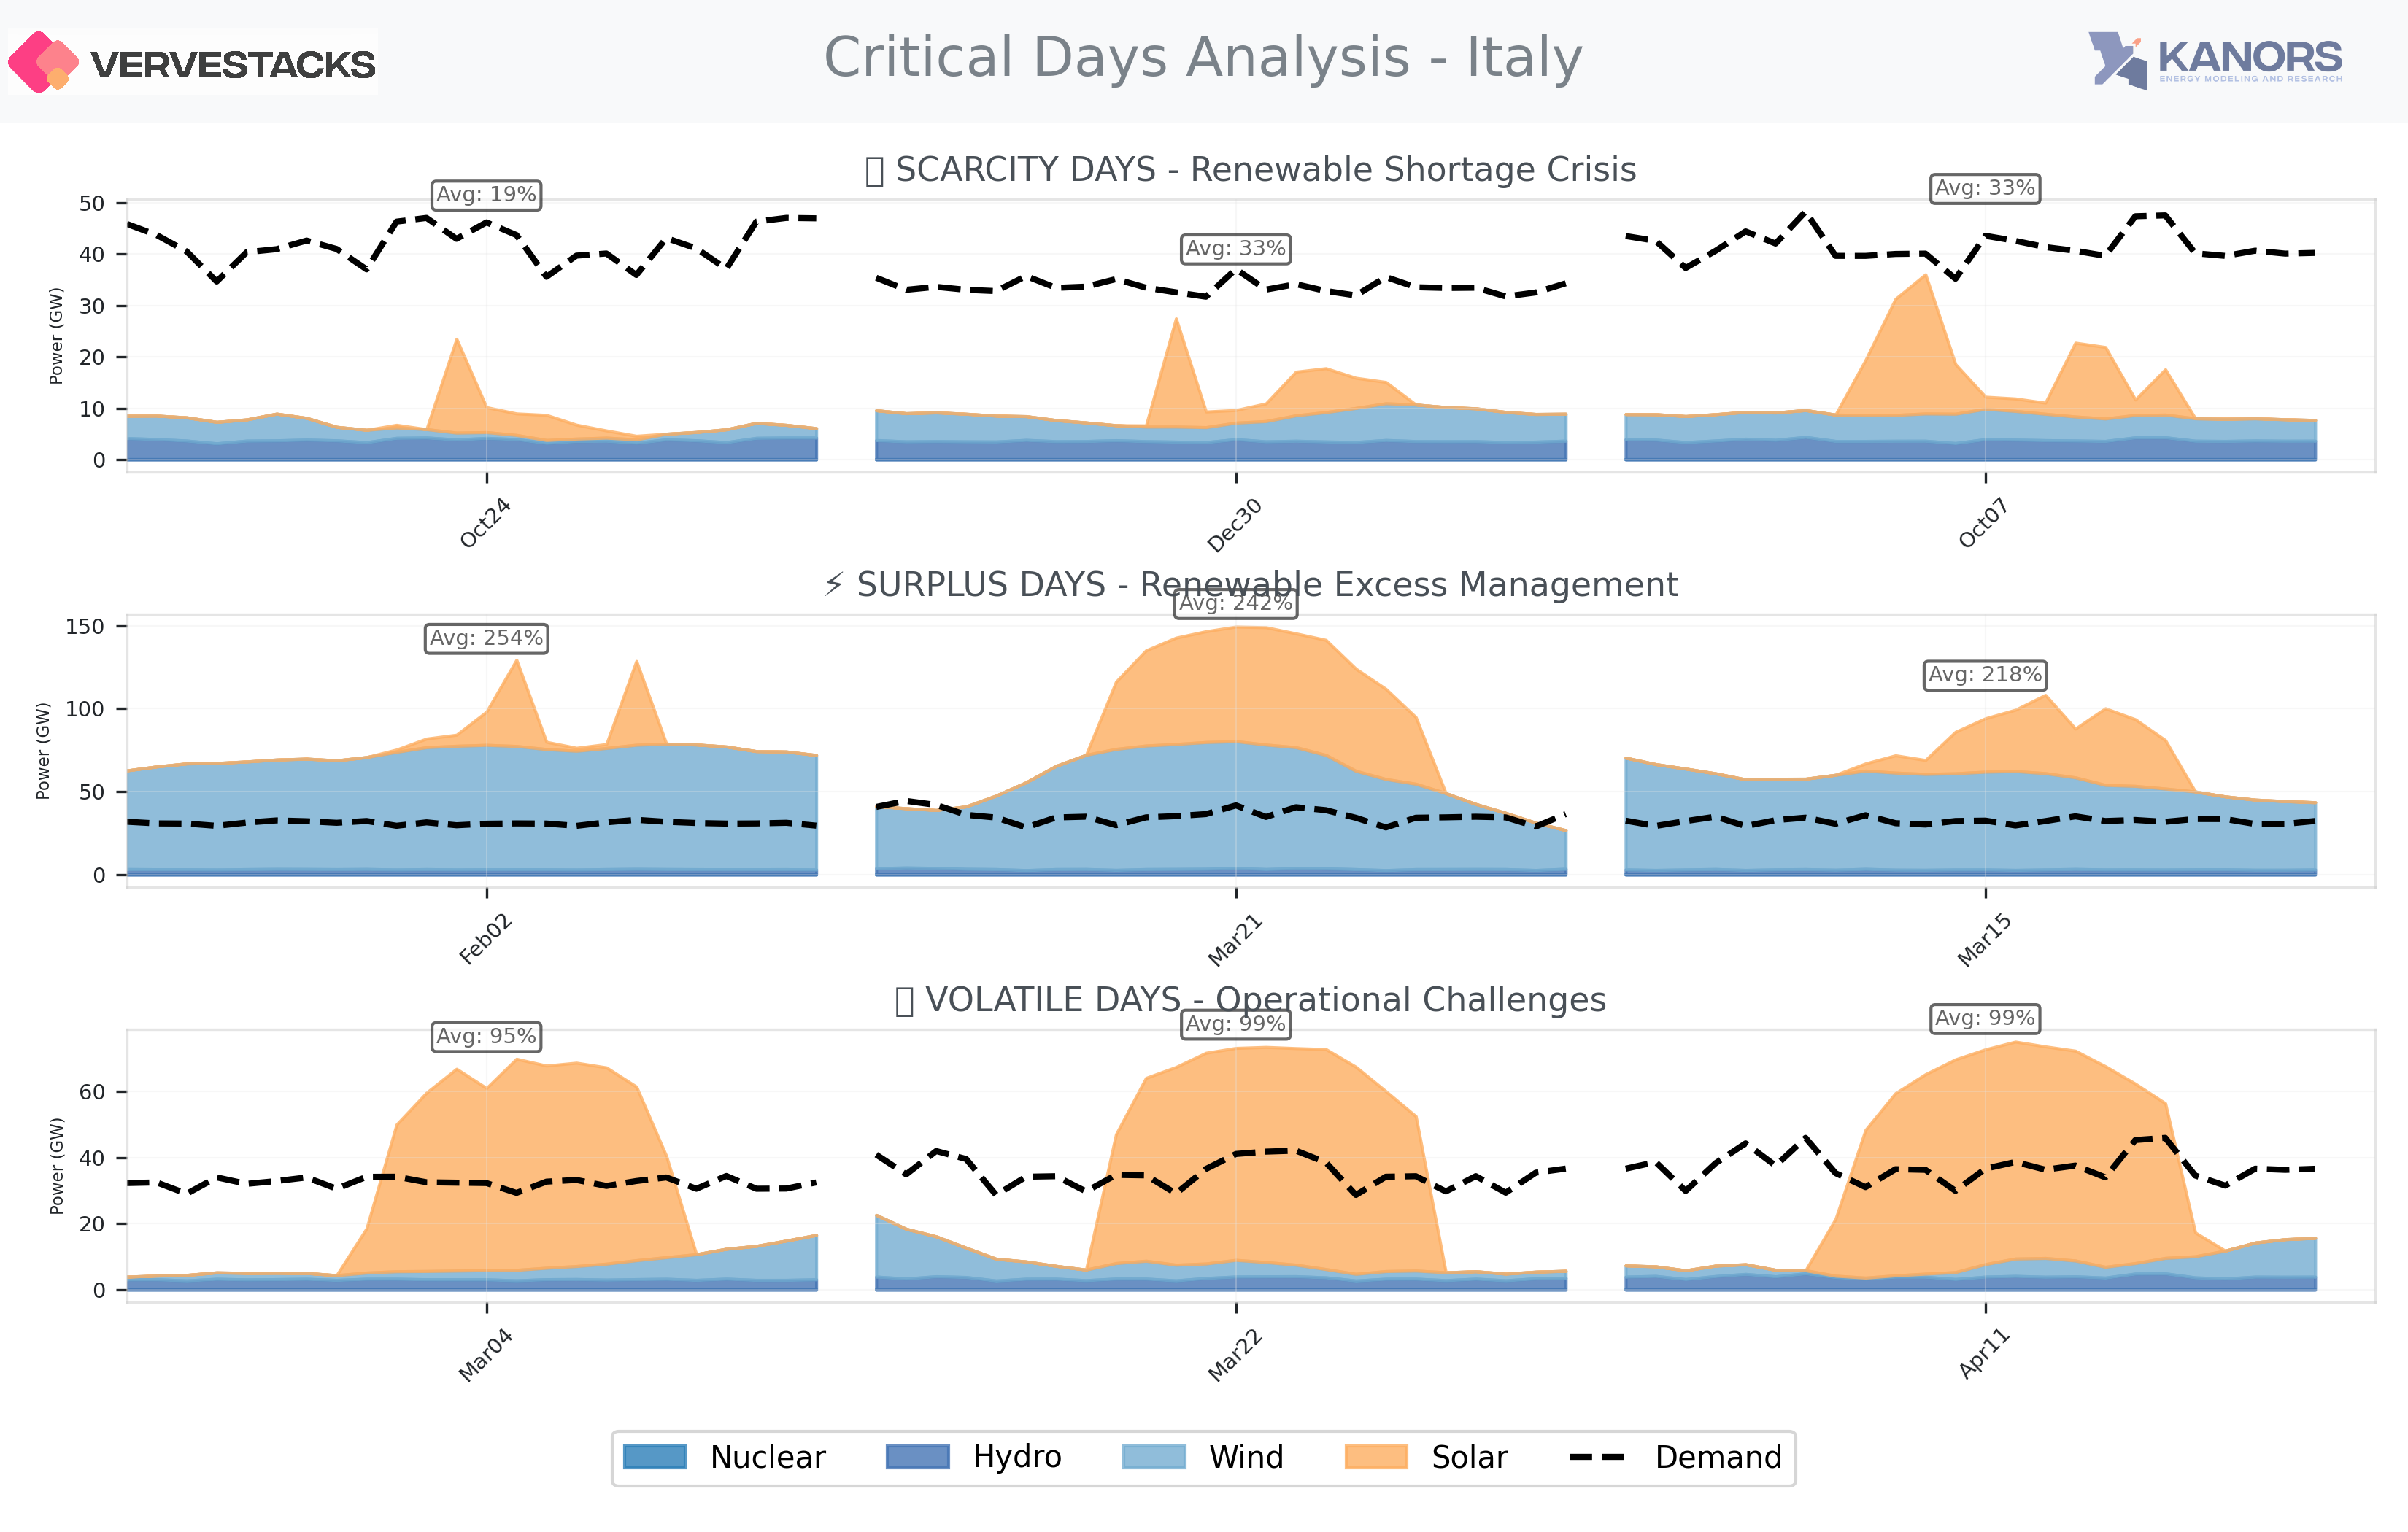 VERVESTACKS
Critical Days Analysis - Italy
KANORS
ENERGY MODELING AND RESEARCH
SCARCITY DAYS - Renewable Shortage Crisis
Avg: 19%
Avg: 33%
Avg: 33%
Power (GW)
50
40
30
20
10
0
Oct24
Dec30
Oct07
⚡ SURPLUS DAYS - Renewable Excess Management
Avg: 254%
Avg: 242%
Avg: 218%
Power (GW)
150
100
50
0
Feb02
Mar21
Mar15
VOLATILE DAYS - Operational Challenges
Avg: 95%
Avg: 99%
Avg: 99%
Power (GW)
60
40
20
0
Mar04
Mar22
Apr11
Nuclear
Hydro
Wind
Solar
Demand